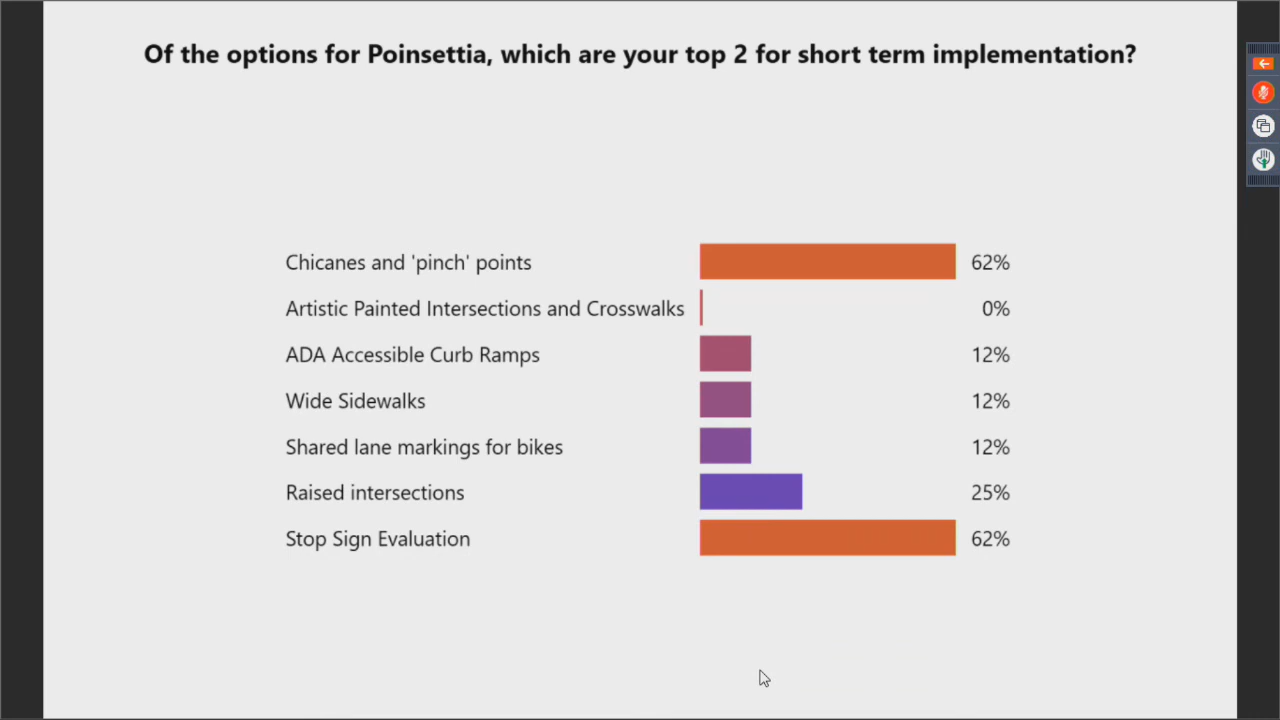 Of the options for Poinsettia, which are your top 2 for short term implementation?
Chicanes and 'pinch' points 62%
Artistic Painted Intersections and Crosswalks 0%
ADA Accessible Curb Ramps 12%
Wide Sidewalks 12%
Shared lane markings for bikes 12%
Raised intersections 25%
Stop Sign Evaluation 62%